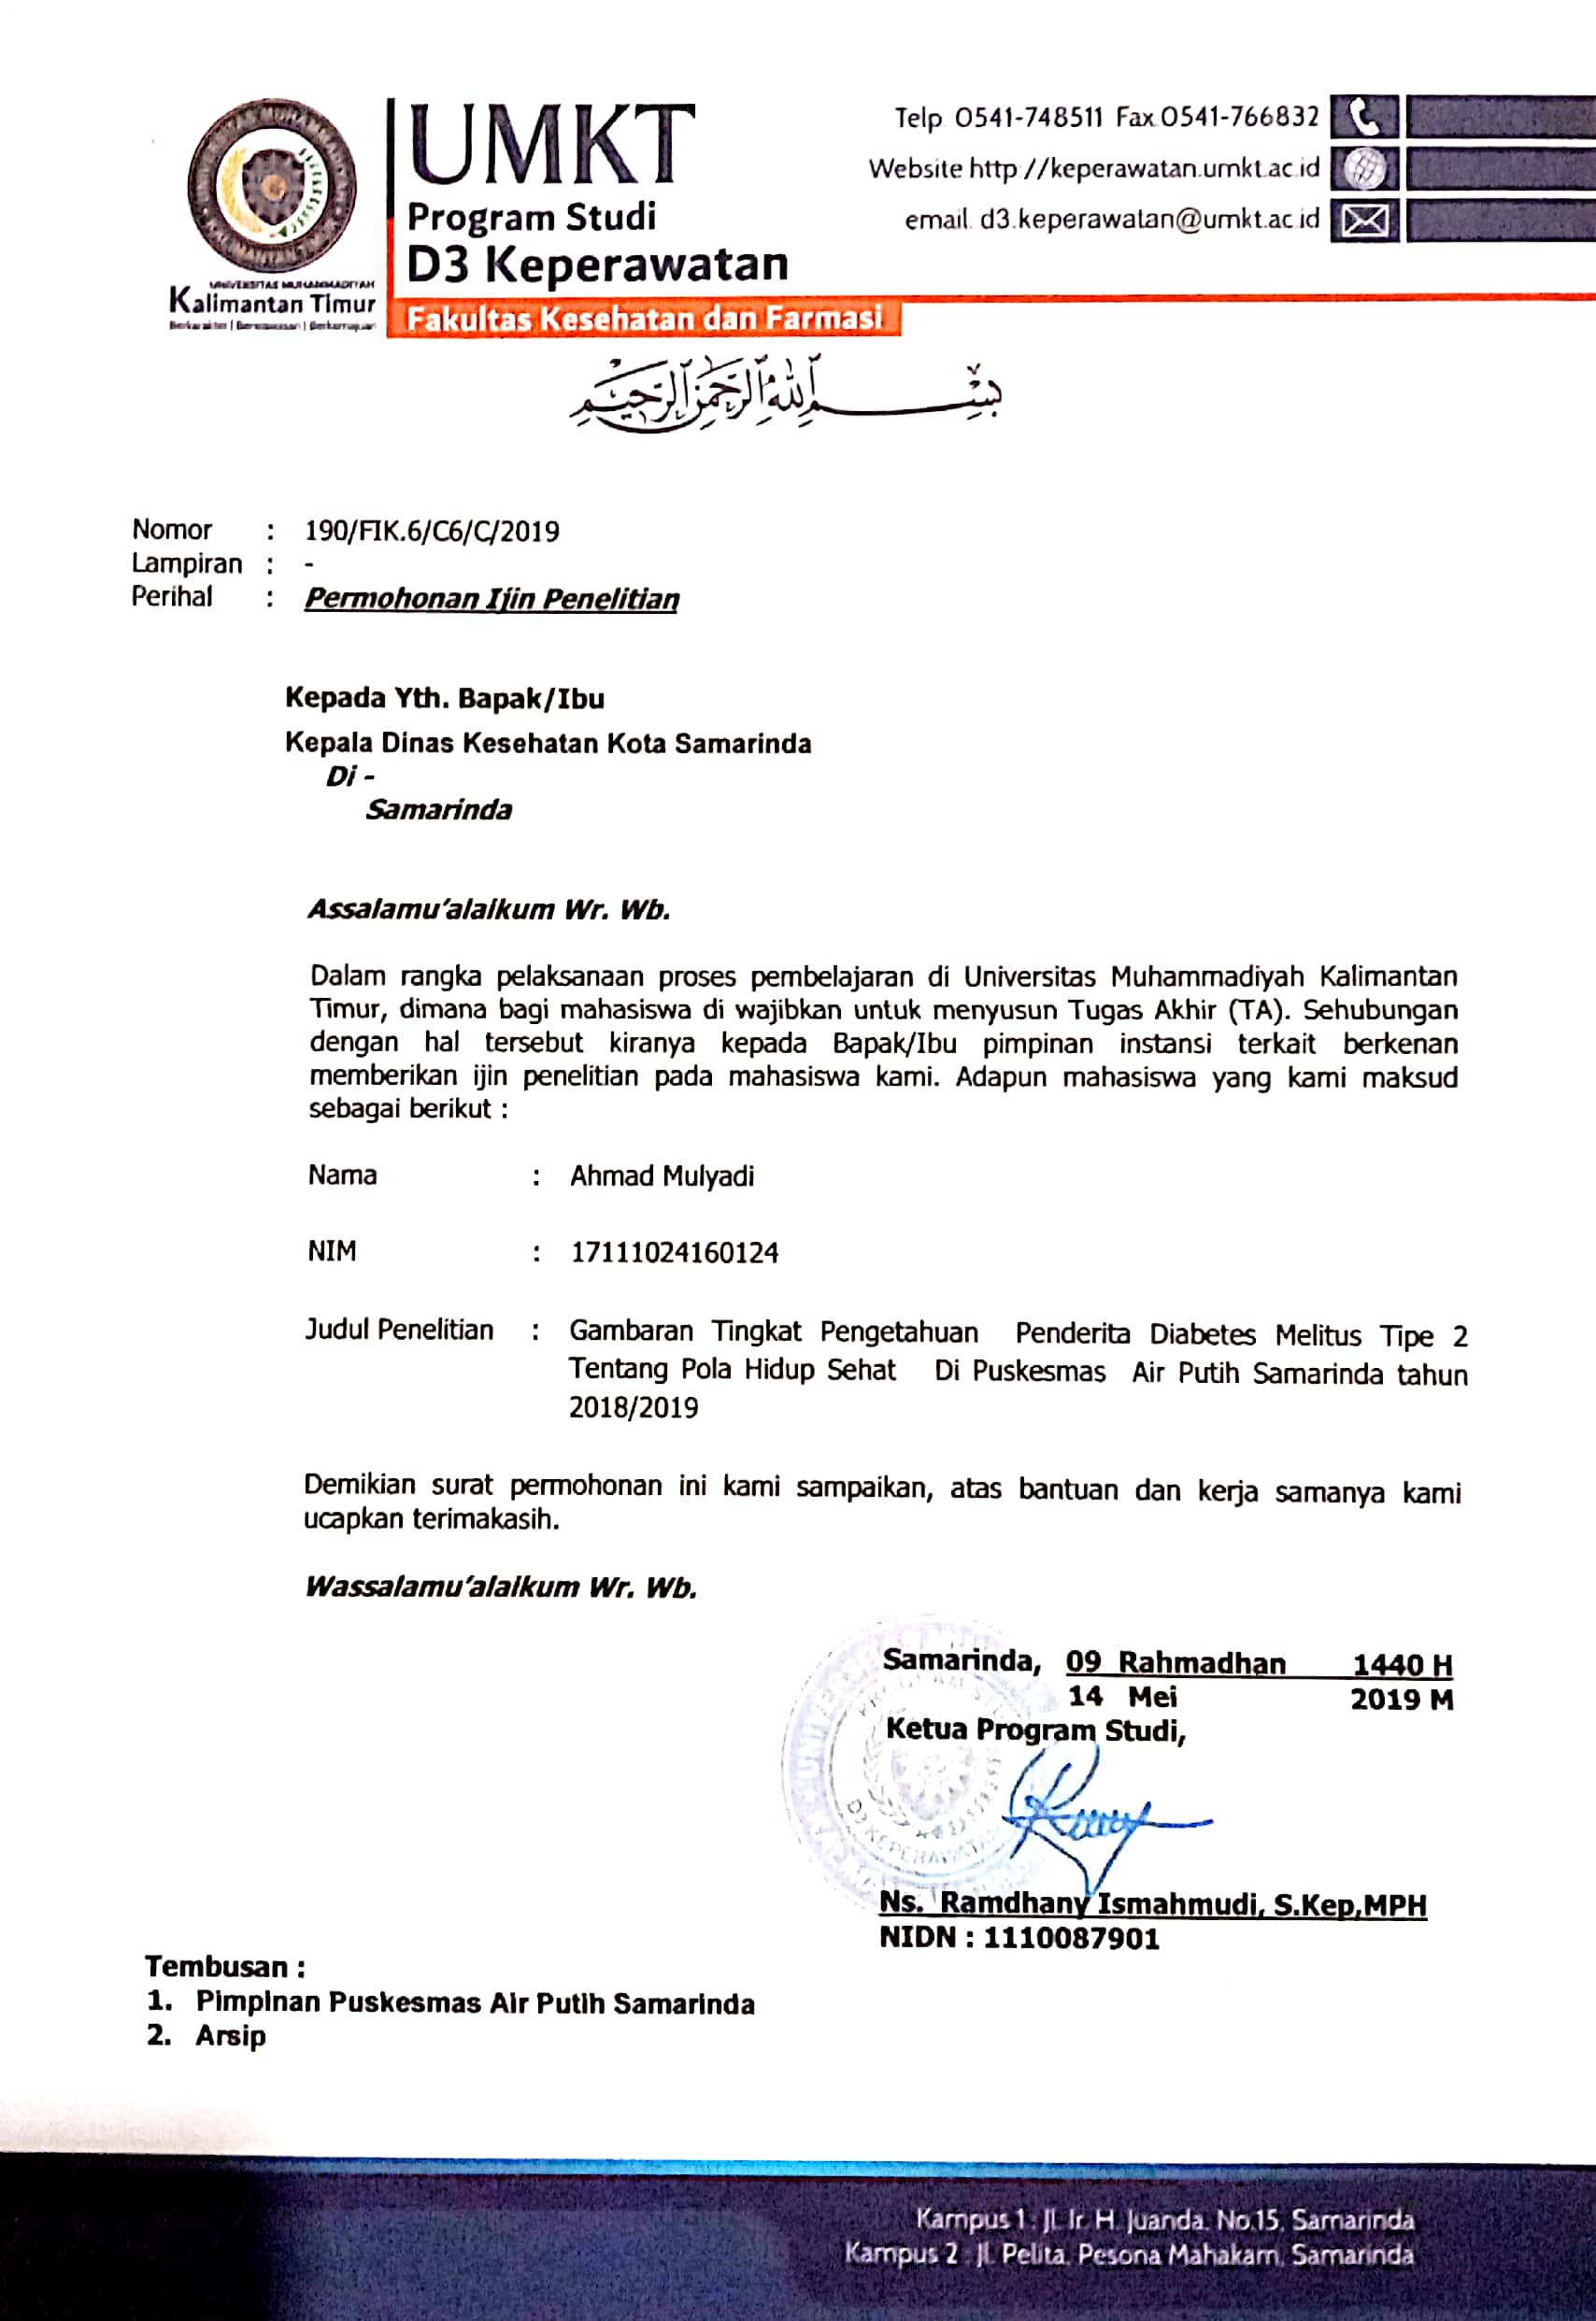 UMKT
Program Studi
D3 Keperawatan
Fakultas Kesehatan dan Farmasi
UNIVERSITAS MUHAMMADIYAH
Kalimantan Timur
Telp. 0541-748511 Fax.0541-766832
Website http://keperawatan.umkt.ac.id
email. d3.keperawatan@umkt.ac.id
بِسْمِ اللَّهِ الرَّحْمَٰنِ الرَّحِيمِ
Nomor : 190/FIK.6/C6/C/2019
Lampiran : -
Perihal : Permohonan Ijin Penelitian
Kepada Yth. Bapak/Ibu
Kepala Dinas Kesehatan Kota Samarinda
Di -
Samarinda
Assalamu'alaikum Wr. Wb.
Dalam rangka pelaksanaan proses pembelajaran di Universitas Muhammadiyah Kalimantan
Timur, dimana bagi mahasiswa di wajibkan untuk menyusun Tugas Akhir (TA). Sehubungan
dengan hal tersebut kiranya kepada Bapak/Ibu pimpinan instansi terkait berkenan
memberikan ijin penelitian pada mahasiswa kami. Adapun mahasiswa yang kami maksud
sebagai berikut :
Nama : Ahmad Mulyadi
NIM : 17111024160124
Judul Penelitian : Gambaran Tingkat Pengetahuan Penderita Diabetes Melitus Tipe 2
Tentang Pola Hidup Sehat Di Puskesmas Air Putih Samarinda tahun
2018/2019
Demikian surat permohonan ini kami sampaikan, atas bantuan dan kerja samanya kami
ucapkan terimakasih.
Wassalamu'alaikum Wr. Wb.
Samarinda, 09 Rahmadhan 1440 H
14 Mei 2019 M
Ketua Program Studi,
D3 KEPERAWATAN
Ns. Ramdhany Ismahmudi, S.Kep,MPH
NIDN : 1110087901
Tembusan :
1. Pimpinan Puskesmas Air Putih Samarinda
2. Arsip
Kampus 1 : Jl. Ir. H. Juanda. No.15, Samarinda
Kampus 2 : Jl. Pelita. Pesona Mahakam, Samarinda